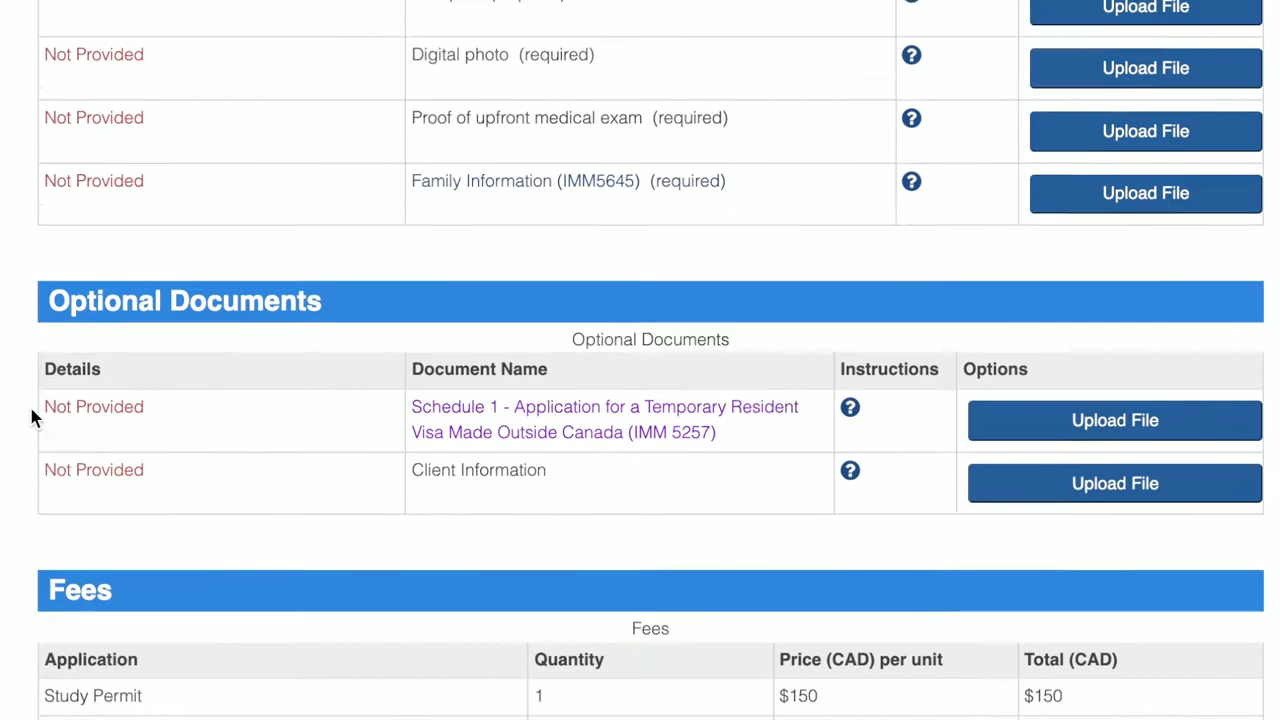 Upload File
Not Provided
Digital photo (required)
Upload File
Not Provided
Proof of upfront medical exam (required)
Upload File
Not Provided
Family Information (IMM5645) (required)
Upload File
Optional Documents
Optional Documents
Details
Document Name
Instructions
Options
Not Provided
Schedule 1 - Application for a Temporary Resident
Visa Made Outside Canada (IMM 5257)
Upload File
Not Provided
Client Information
Upload File
Fees
Fees
Application
Quantity
Price (CAD) per unit
Total (CAD)
Study Permit
1
$150
$150